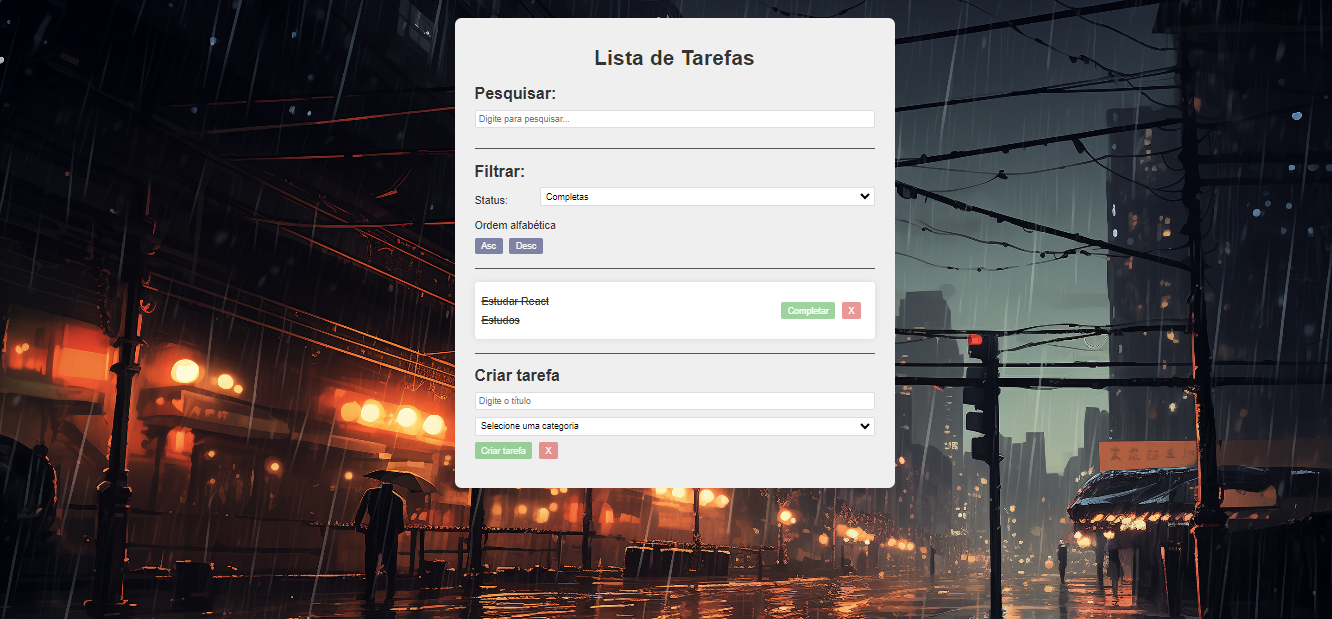 Lista de Tarefas
Pesquisar:
Digite para pesquisar...
Filtrar:
Status: Completas
Ordem alfabética
Asc Desc
Estudar React
Estudos
Completar X
Criar tarefa
Digite o título
Selecione uma categoria
Criar tarefa X